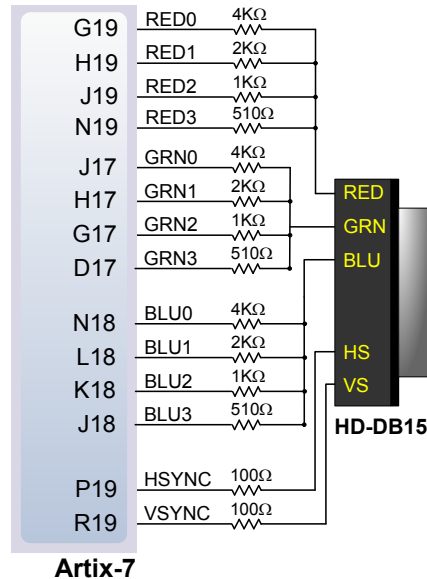 G19 RED0 4KΩ
H19 RED1 2KΩ
J19 RED2 1KΩ
N19 RED3 510Ω
J17 GRN0 4KΩ
H17 GRN1 2KΩ
G17 GRN2 1KΩ
D17 GRN3 510Ω
N18 BLU0 4KΩ
L18 BLU1 2KΩ
K18 BLU2 1KΩ
J18 BLU3 510Ω
P19 HSYNC 100Ω
R19 VSYNC 100Ω
Artix-7
RED
GRN
BLU
HS
VS
HD-DB15